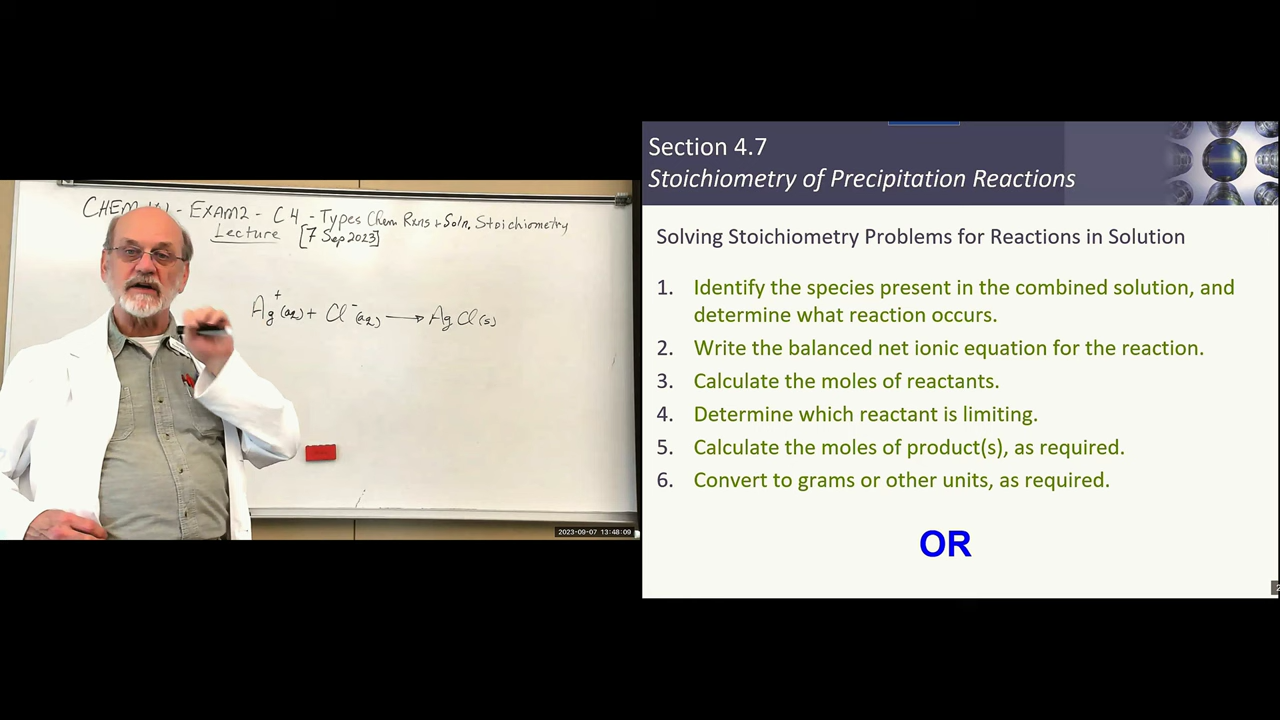 CHEM - EXAM2 - C4 - Types Chem Rxns + Soln. Stoichiometry
Lecture [7 Sep 2023]
Ag+(aq) + Cl-(aq) → AgCl(s)
2023-09-07 13:48:09
Section 4.7
Stoichiometry of Precipitation Reactions
Solving Stoichiometry Problems for Reactions in Solution
1. Identify the species present in the combined solution, and
determine what reaction occurs.
2. Write the balanced net ionic equation for the reaction.
3. Calculate the moles of reactants.
4. Determine which reactant is limiting.
5. Calculate the moles of product(s), as required.
6. Convert to grams or other units, as required.
OR